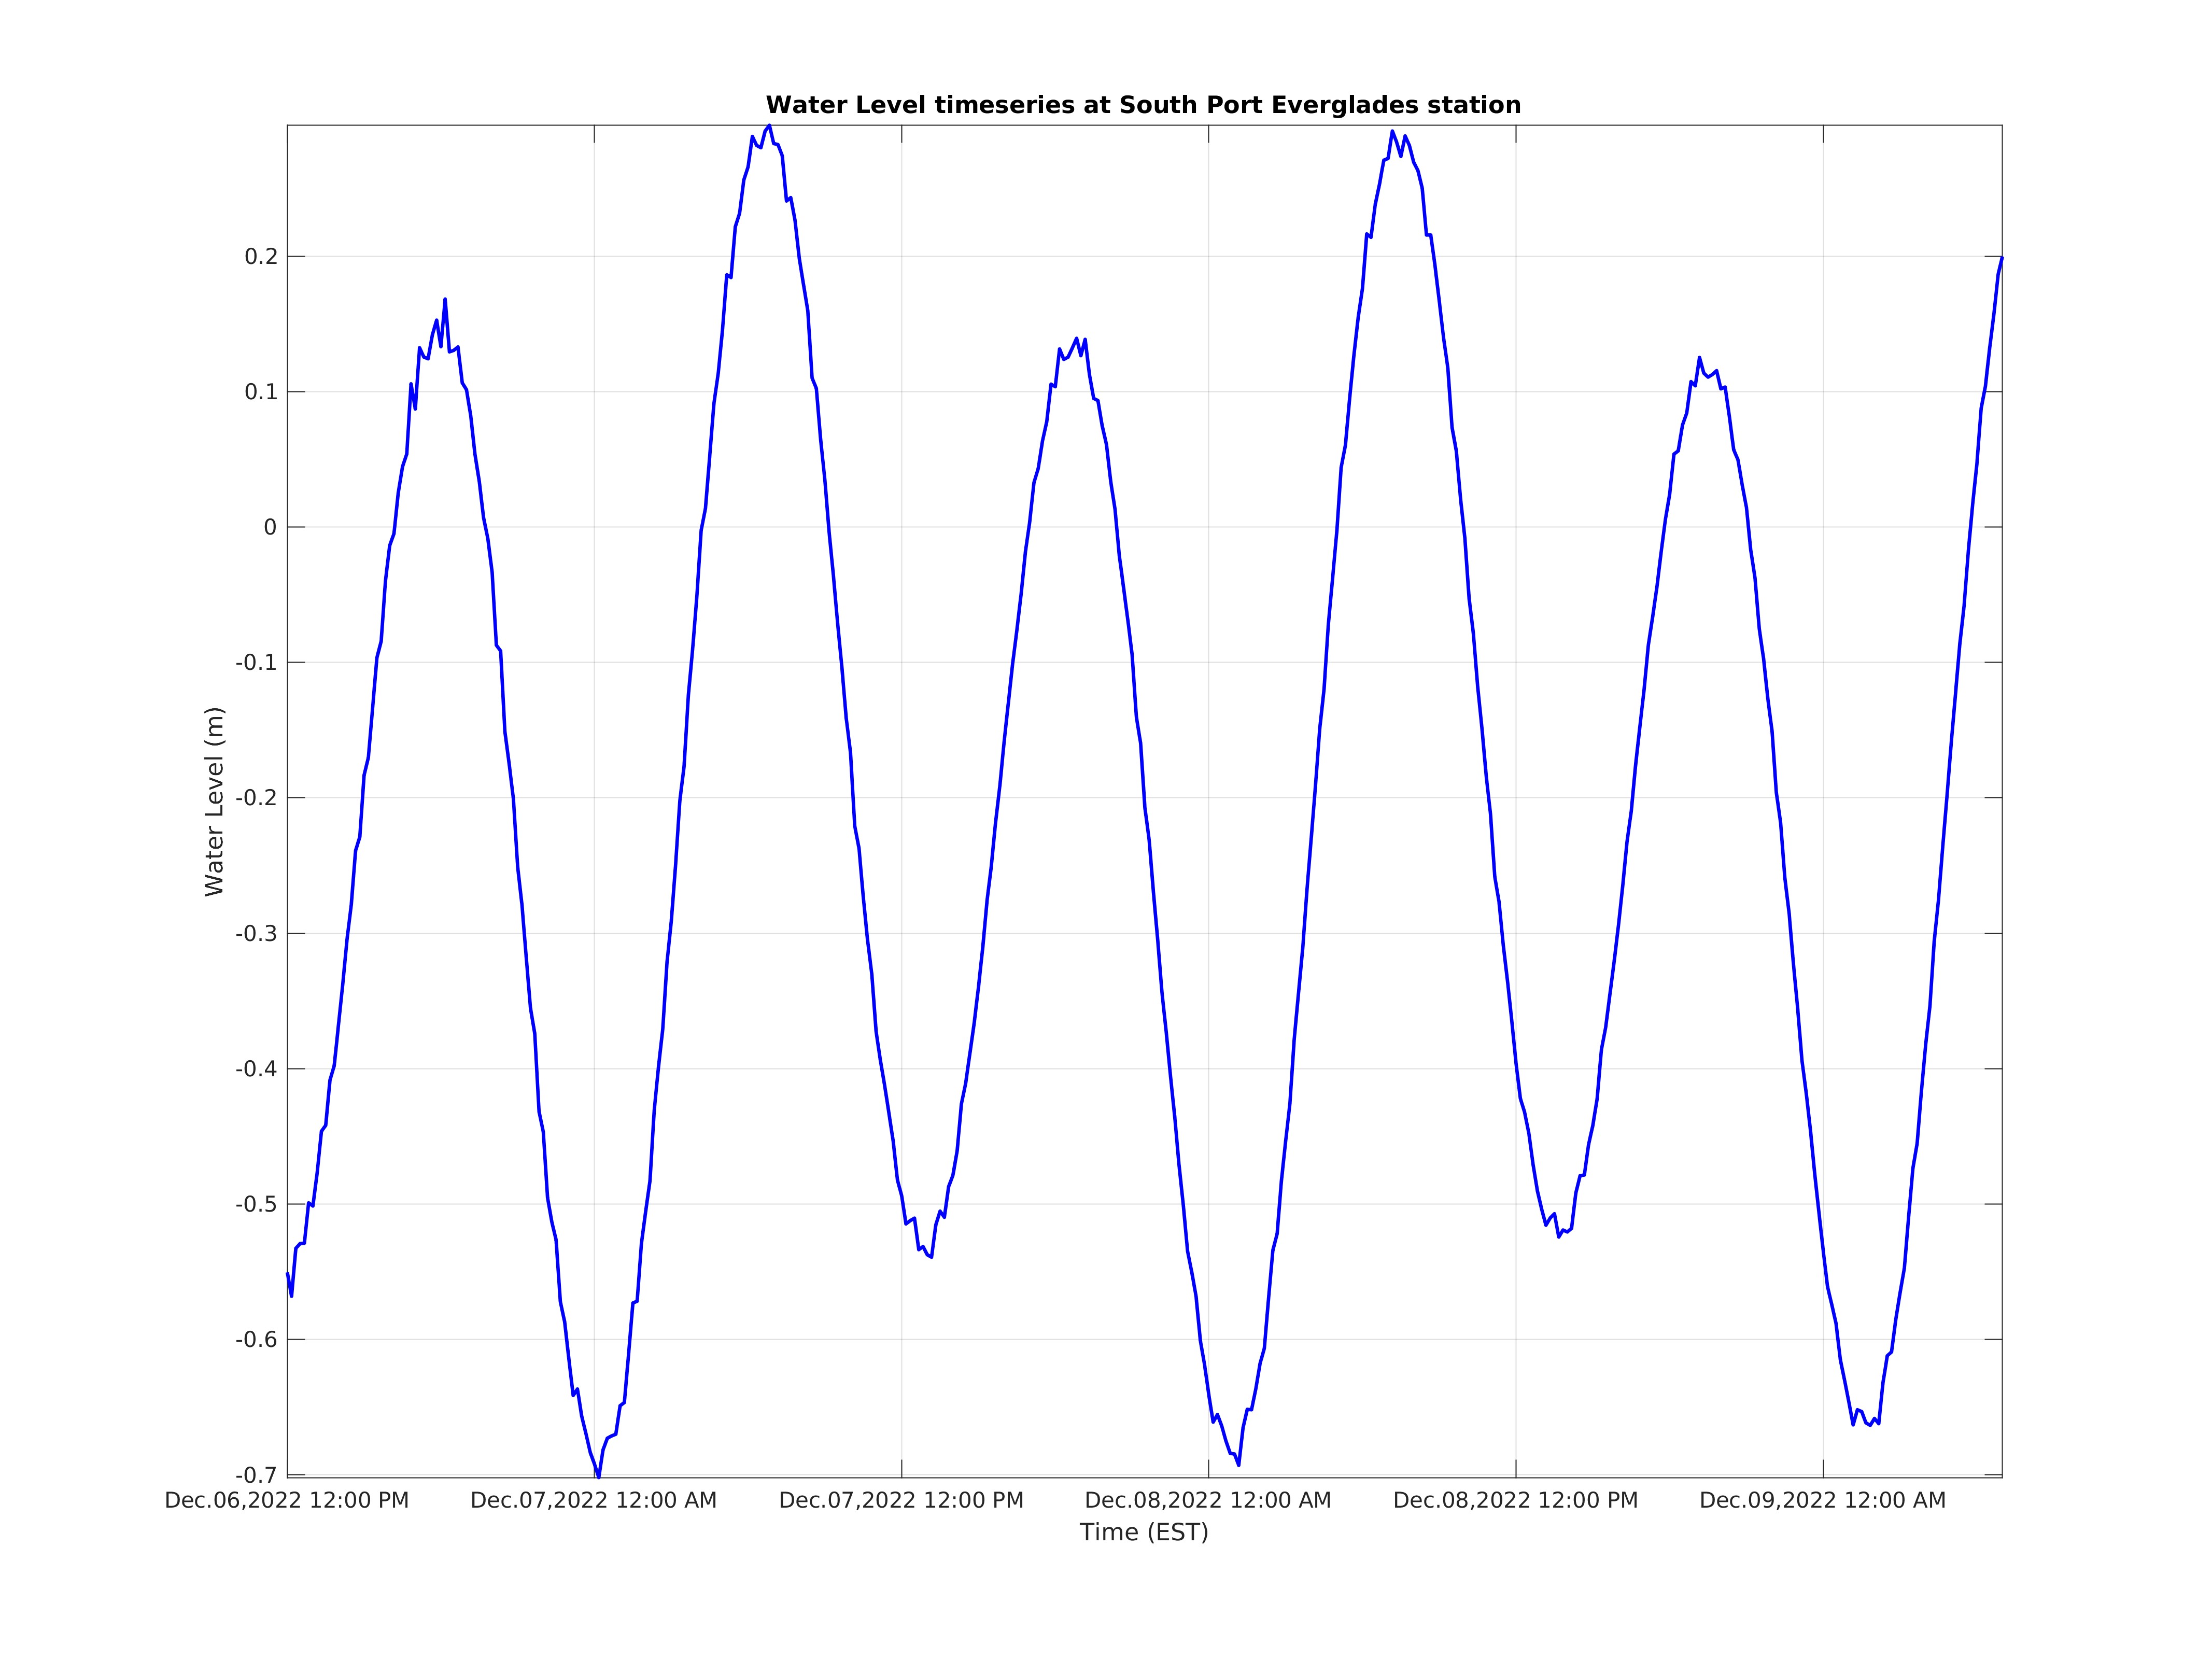 Water Level timeseries at South Port Everglades station
0.2
0.1
0
-0.1
-0.2
-0.3
-0.4
-0.5
-0.6
-0.7
Water Level (m)
Dec.06,2022 12:00 PM
Dec.07,2022 12:00 AM
Dec.07,2022 12:00 PM
Dec.08,2022 12:00 AM
Dec.08,2022 12:00 PM
Dec.09,2022 12:00 AM
Time (EST)